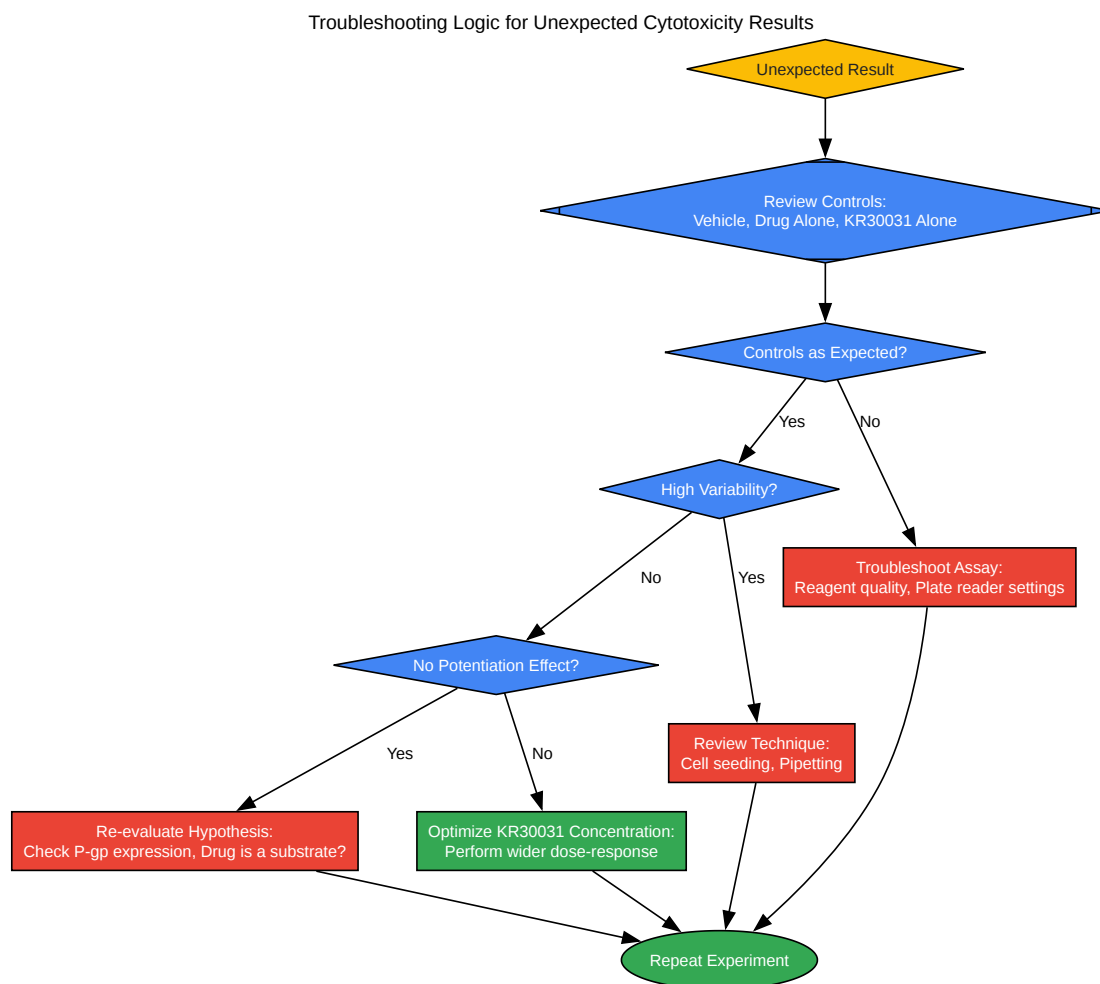 Troubleshooting Logic for Unexpected Cytotoxicity Results
Unexpected Result
Review Controls:
Vehicle, Drug Alone, KR30031 Alone
Controls as Expected?
Yes
No
High Variability?
No
Yes
Troubleshoot Assay:
Reagent quality, Plate reader settings
No Potentiation Effect?
Yes
No
Review Technique:
Cell seeding, Pipetting
Re-evaluate Hypothesis:
Check P-gp expression, Drug is a substrate?
Optimize KR30031 Concentration:
Perform wider dose-response
Repeat Experiment